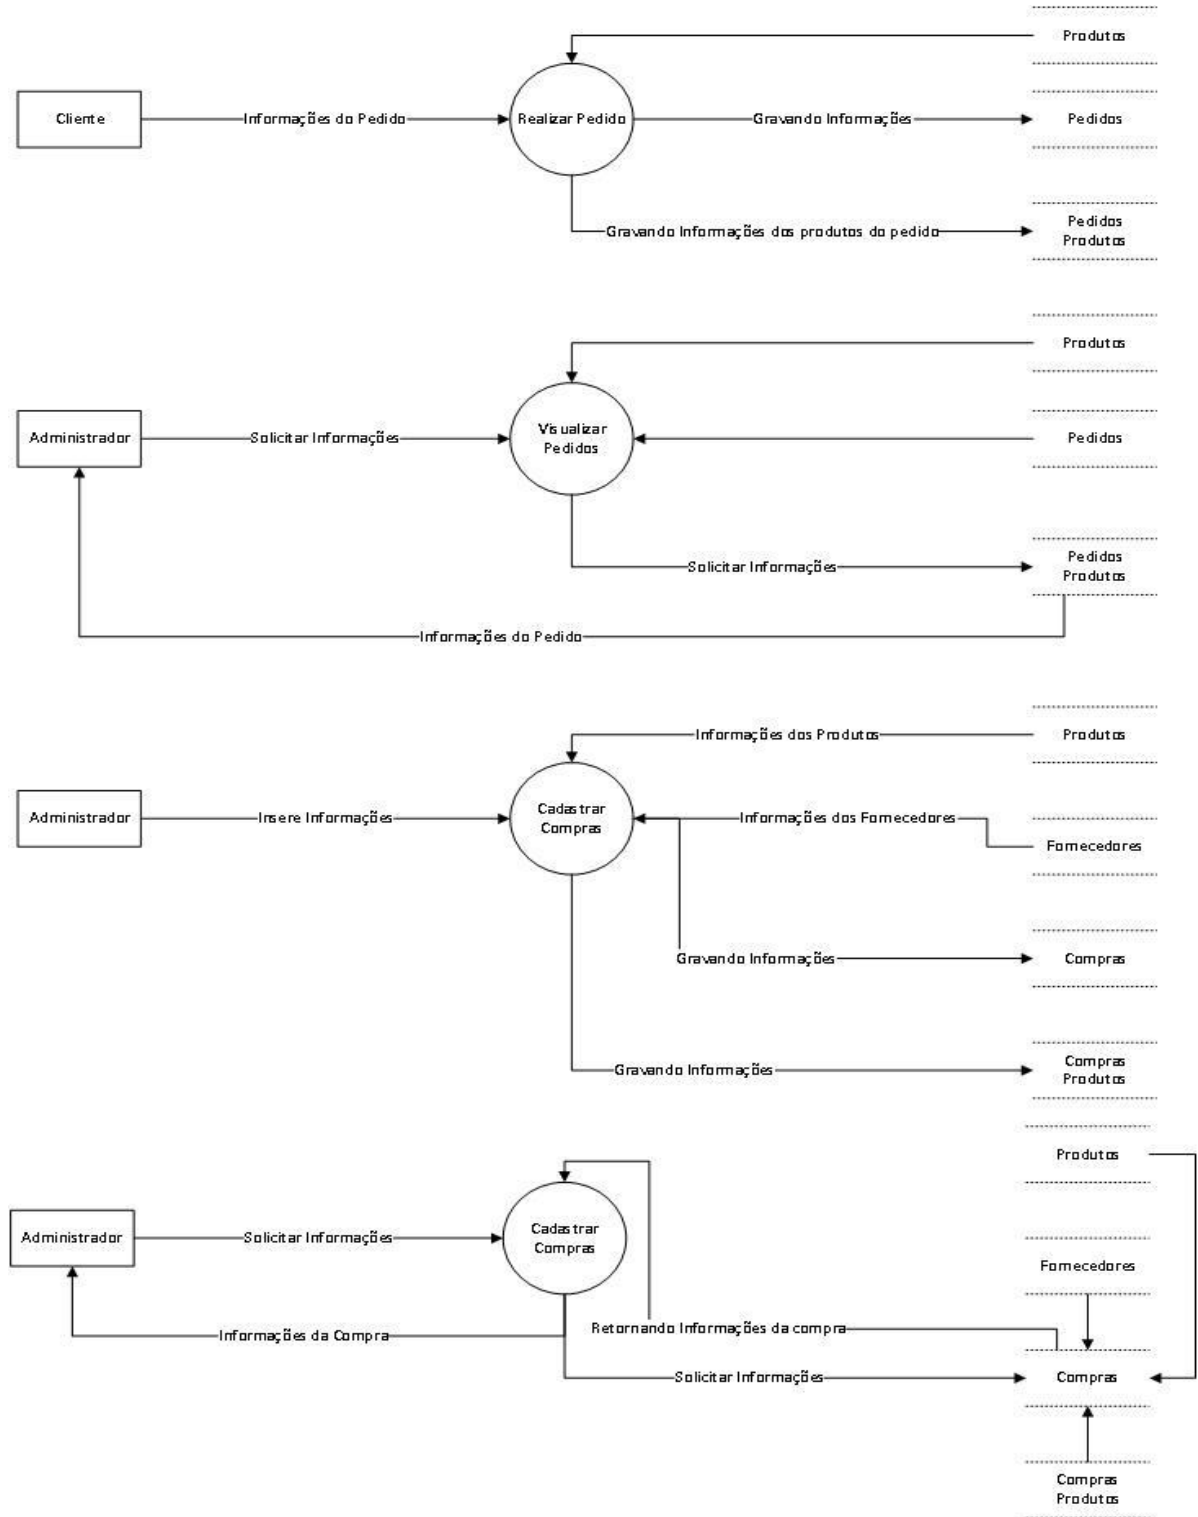 Produtos
Cliente
Informações do Pedido
Realizar Pedido
Gravando Informações
Pedidos
Gravando Informações dos produtos do pedido
Pedidos
Produtos
Produtos
Administrador
Solicitar Informações
Visualizar
Pedidos
Pedidos
Solicitar Informações
Pedidos
Produtos
Informações do Pedido
Informações dos Produtos
Produtos
Administrador
Insere Informações
Cadastrar
Compras
Informações dos Fornecedores
Fornecedores
Gravando Informações
Compras
Gravando Informações
Compras
Produtos
Produtos
Administrador
Solicitar Informações
Cadastrar
Compras
Fornecedores
Informações da Compra
Retornando Informações da compra
Solicitar Informações
Compras
Compras
Produtos